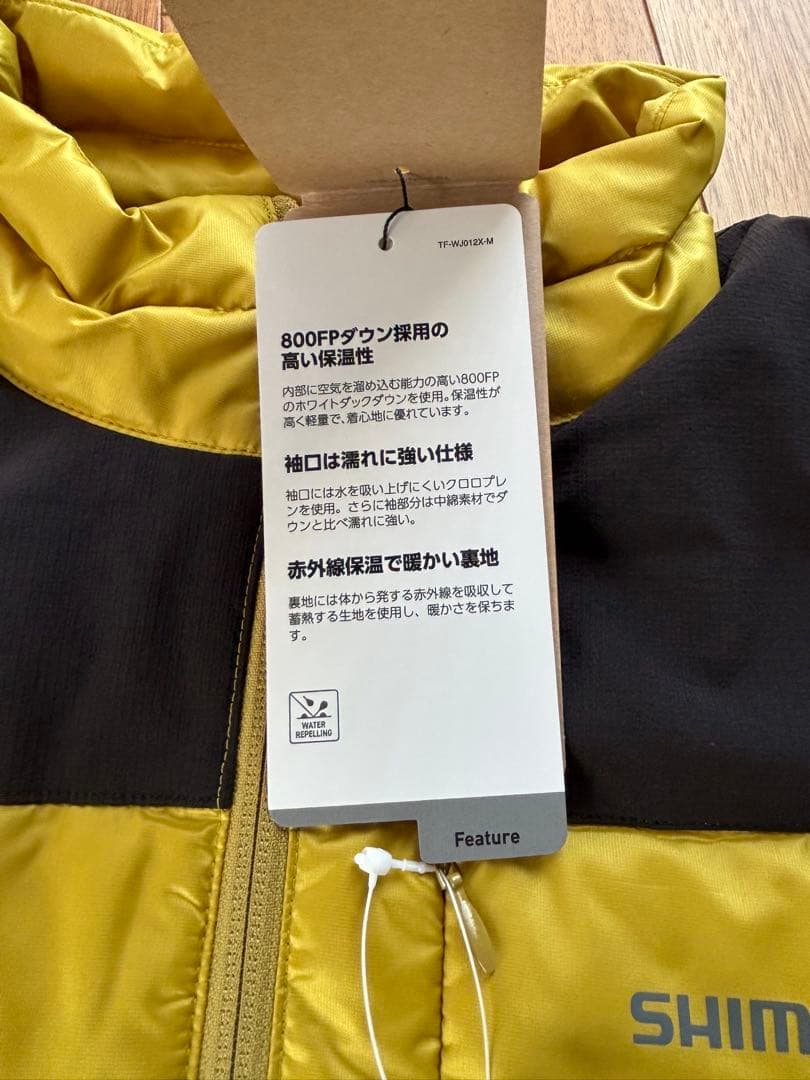 TF-WJ012X-M
800FPダウン採用の
高い保温性
内部に空気を溜め込む能力の高い800FP
のホワイトダックダウンを使用。保温性が
高く軽量で、着心地に優れています。
袖口は濡れに強い仕様
袖口には水を吸い上げにくいクロロプレ
ンを使用。さらに袖部分は中綿素材でダ
ウンと比べ濡れに強い。
赤外線保温で暖かい裏地
裏地には体から発する赤外線を吸収して
蓄熱する生地を使用し、暖かさを保ちま
す。
WATER
REPELLING
Feature
SHIM